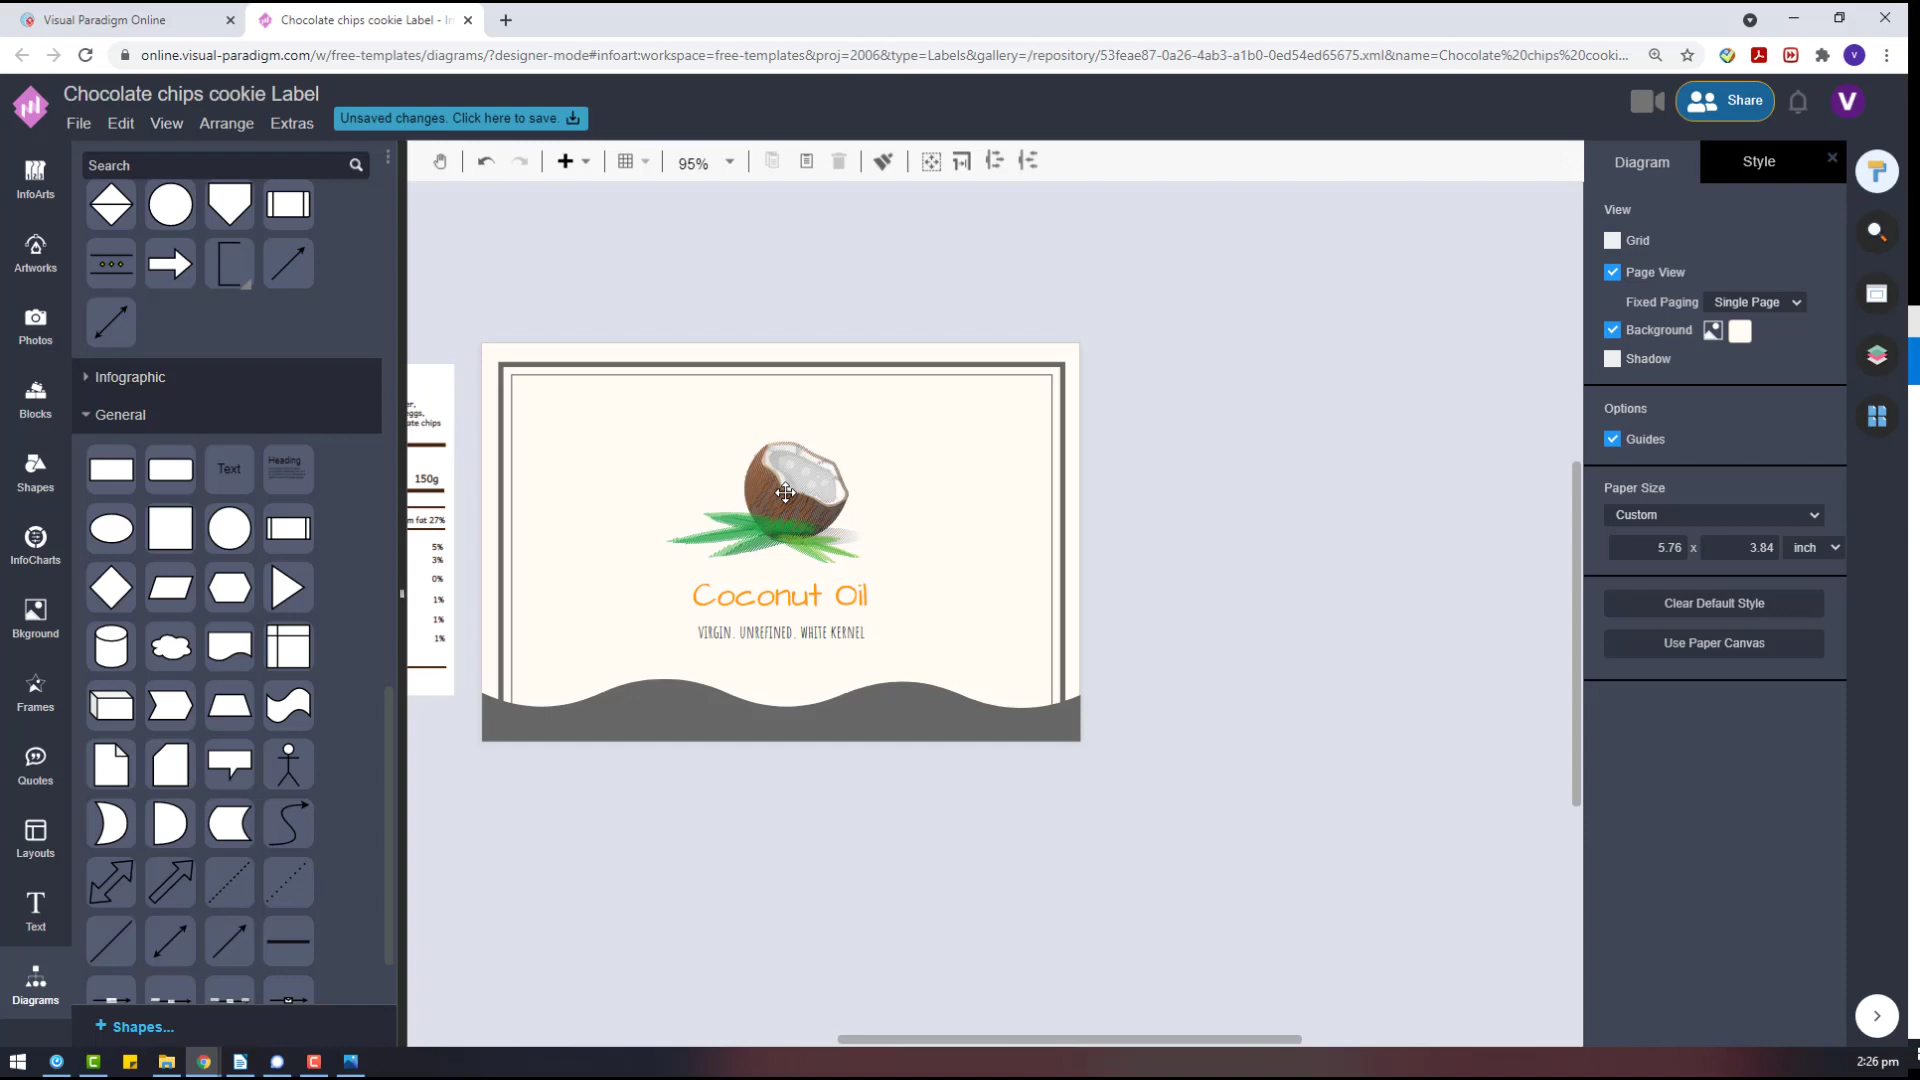 Visual Paradigm Online
Chocolate chips cookie Label - In
online.visual-paradigm.com/w/free-templates/diagrams/?designer-mode#infoart:workspace=free-templates&proj=2006&type=Labels&gallery=/repository/53feae87-0a26-4ab3-a1b0-0ed54ed65675.xml&name=Chocolate%20chips%20cooki...
V
Chocolate chips cookie Label
File Edit View Arrange Extras
Unsaved changes. Click here to save.
Share
V
InfoArts
Artworks
Photos
Blocks
Shapes
InfoCharts
Bkground
Frames
Quotes
Layouts
Text
Diagrams
Search
Infographic
General
Text
Heading
+ Shapes...
95%
ate chips
150g
fat 27%
5%
3%
0%
1%
1%
1%
Coconut Oil
VIRGIN. UNREFINED. WHITE KERNEL
Diagram
Style
View
Grid
Page View
Fixed Paging Single Page
Background
Shadow
Options
Guides
Paper Size
Custom
5.76 x 3.84 inch
Clear Default Style
Use Paper Canvas
2:26 pm